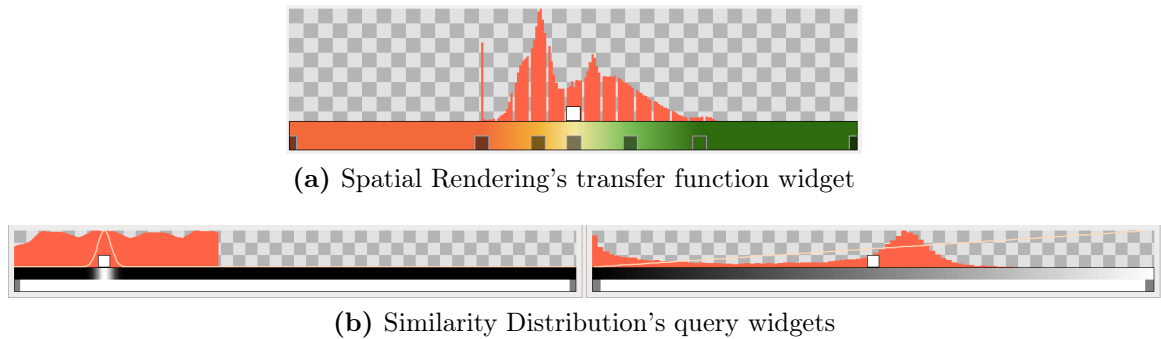 (a) Spatial Rendering's transfer function widget
(b) Similarity Distribution's query widgets